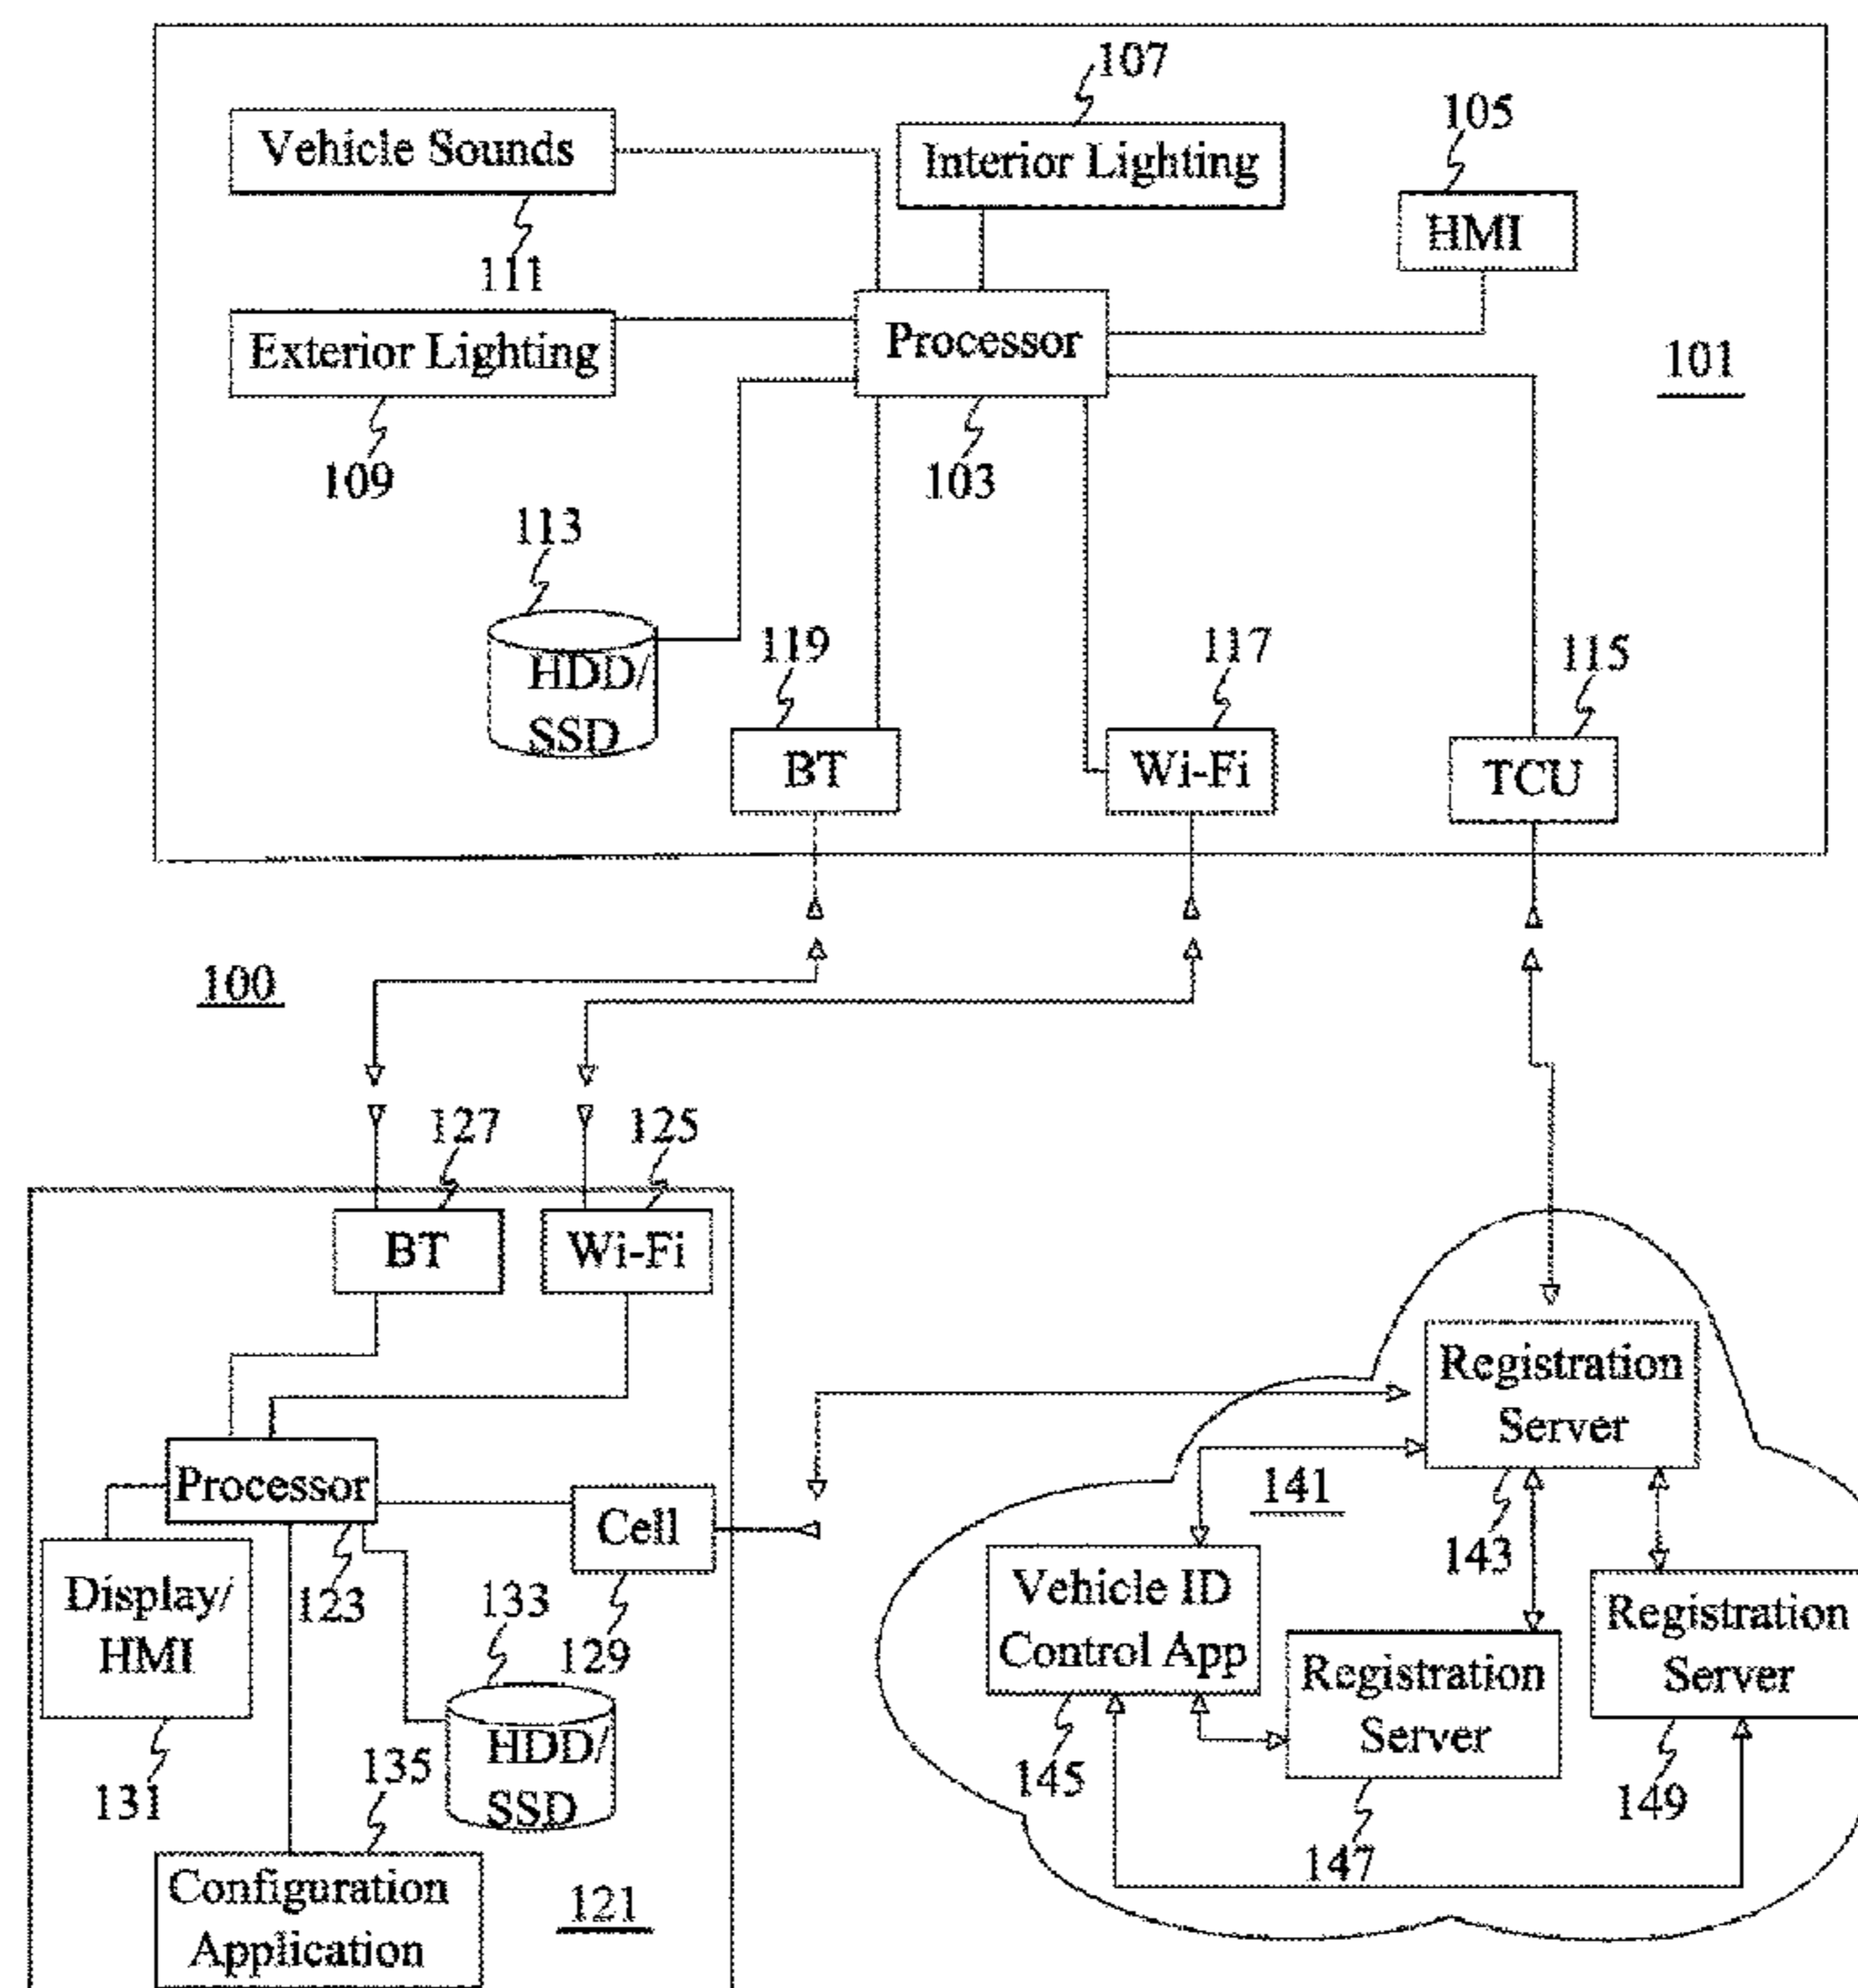 107
105
Vehicle Sounds
Interior Lighting
HMI
111
Exterior Lighting
Processor
101
109
103
113
119
117
115
HDD/
SSD
BT
Wi-Fi
TCU
100
127
125
BT
Wi-Fi
Registration
Server
Processor
Cell
141
143
Display/
HMI
123
133
129
Vehicle ID
Control App
Registration
Server
Registration
Server
HDD/
SSD
131
135
145
147
149
Configuration
Application
121